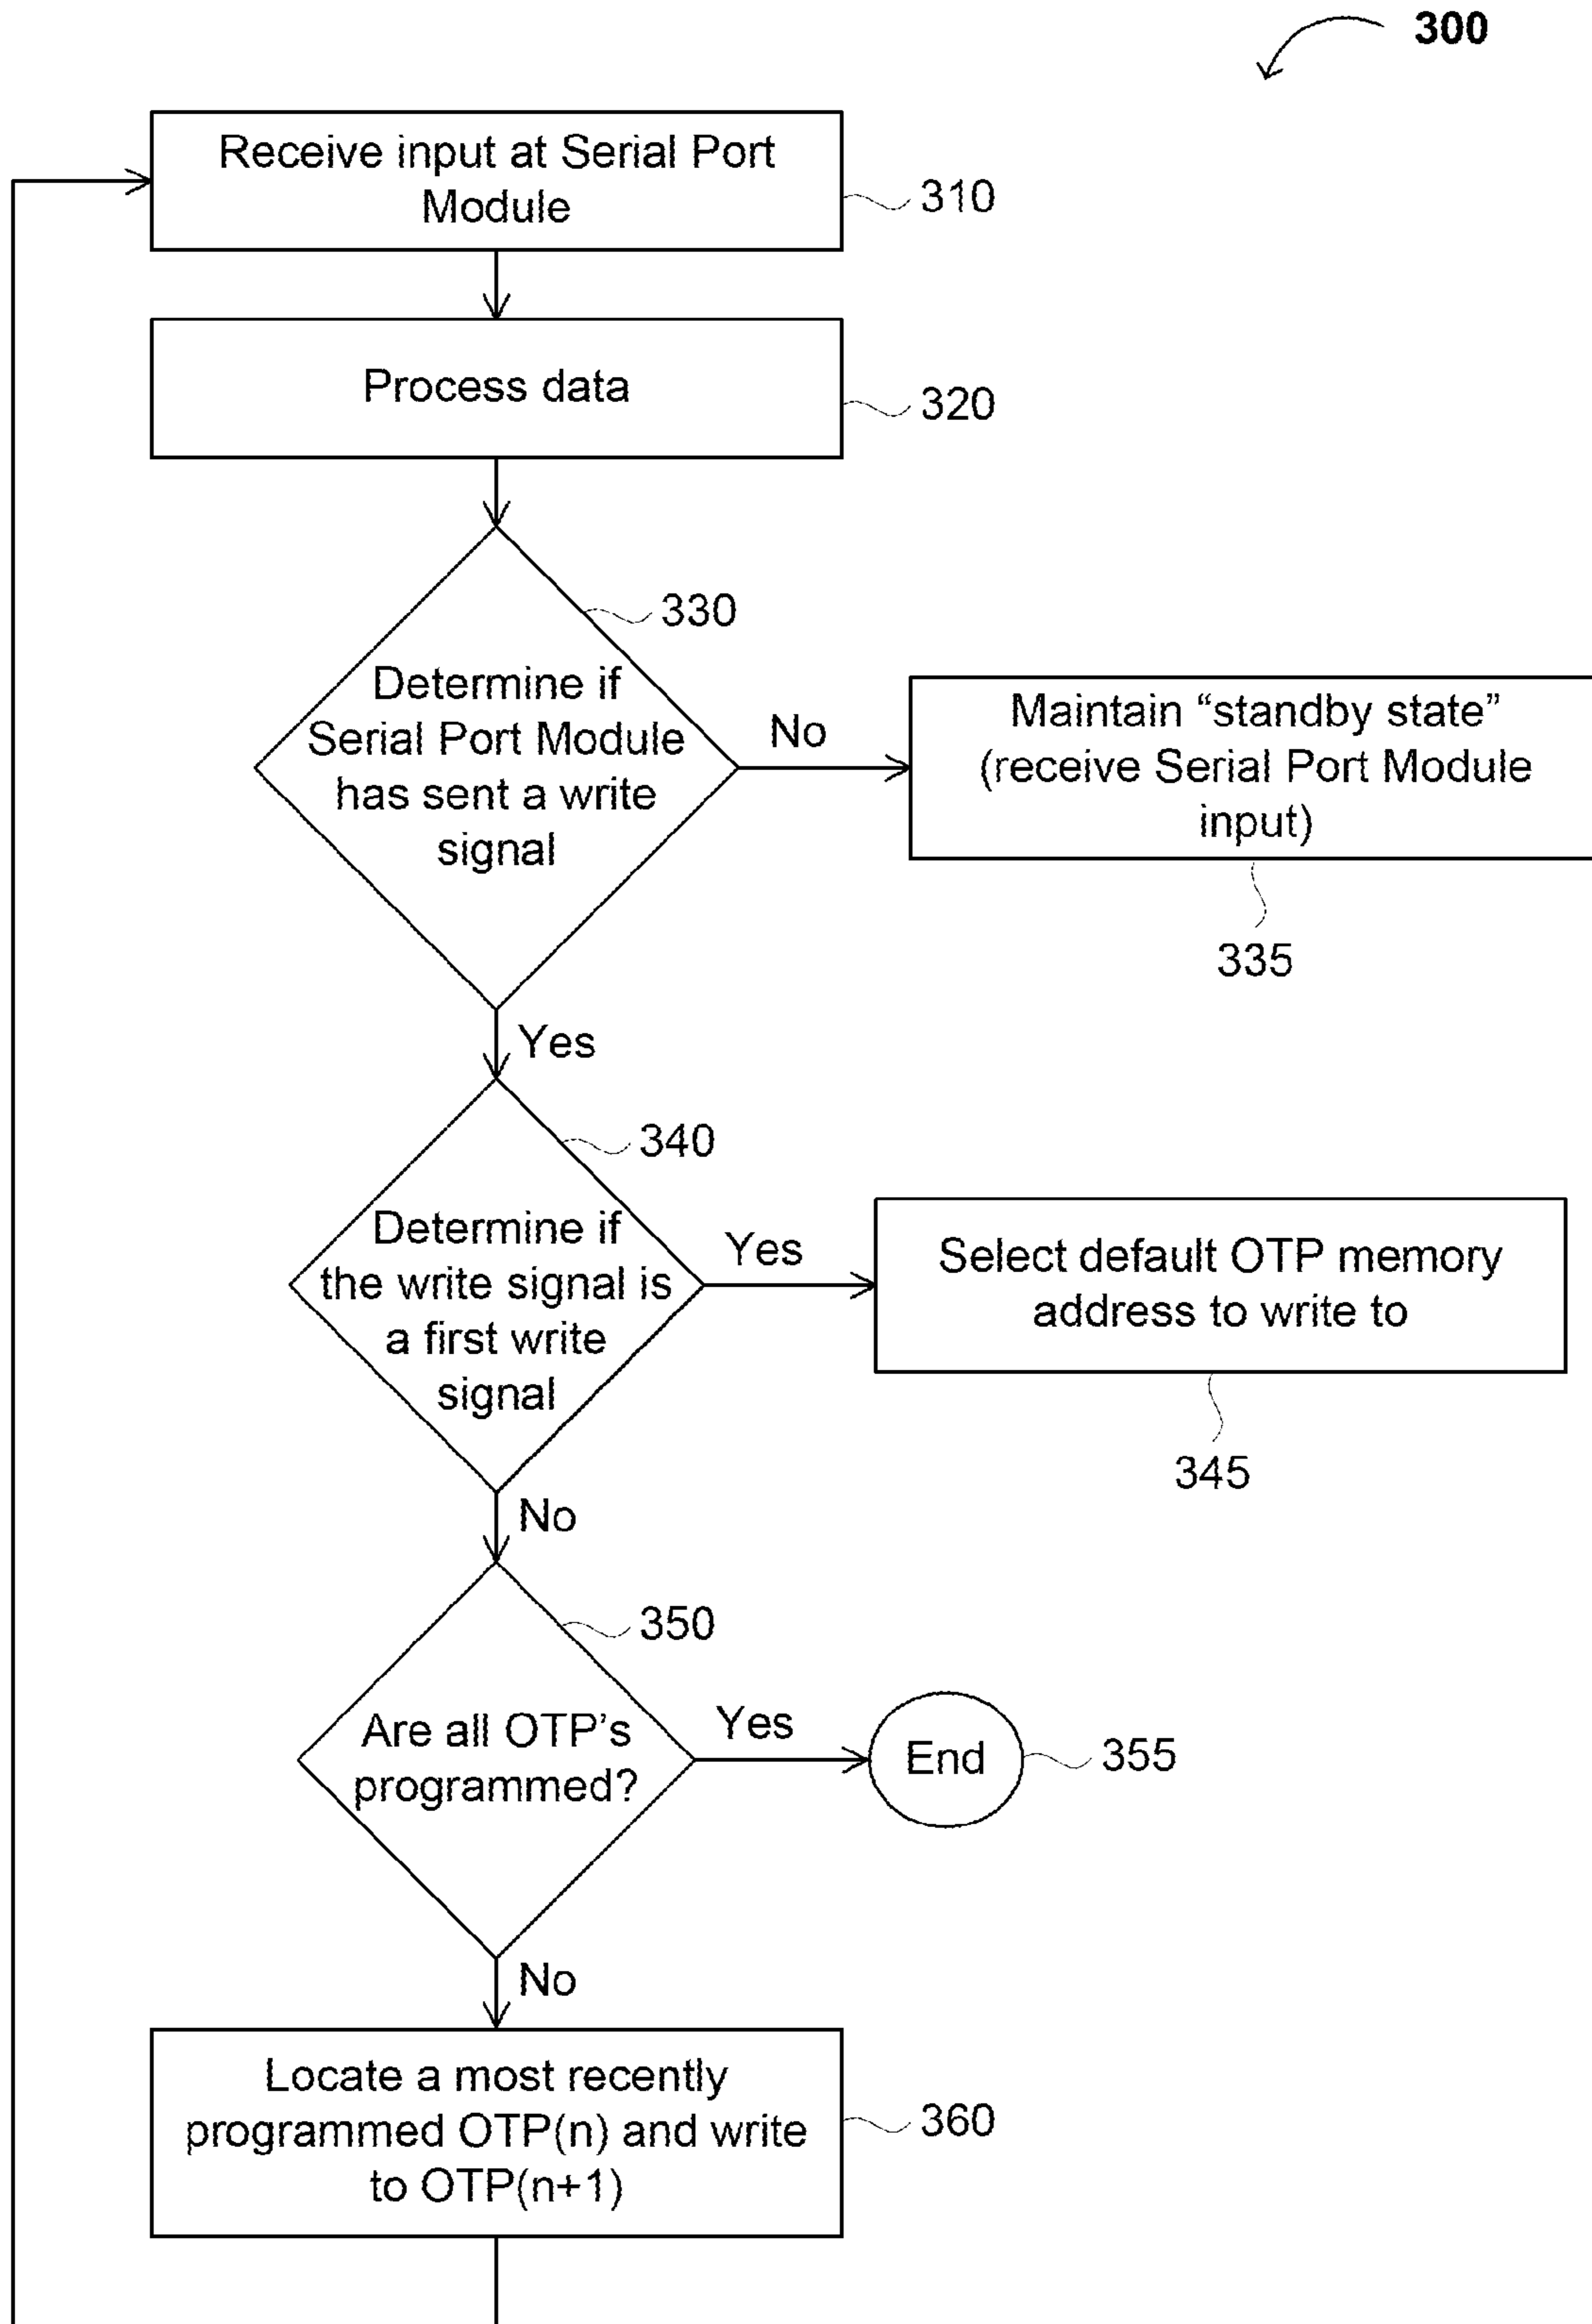 300
Receive input at Serial Port
Module
310
Process data
320
330
Determine if
Serial Port Module
has sent a write
signal
No
Maintain “standby state”
(receive Serial Port Module
input)
335
Yes
340
Determine if
the write signal is
a first write
signal
Yes
Select default OTP memory
address to write to
345
No
350
Are all OTP’s
programmed?
Yes
End
355
No
Locate a most recently
programmed OTP(n) and write
to OTP(n+1)
360